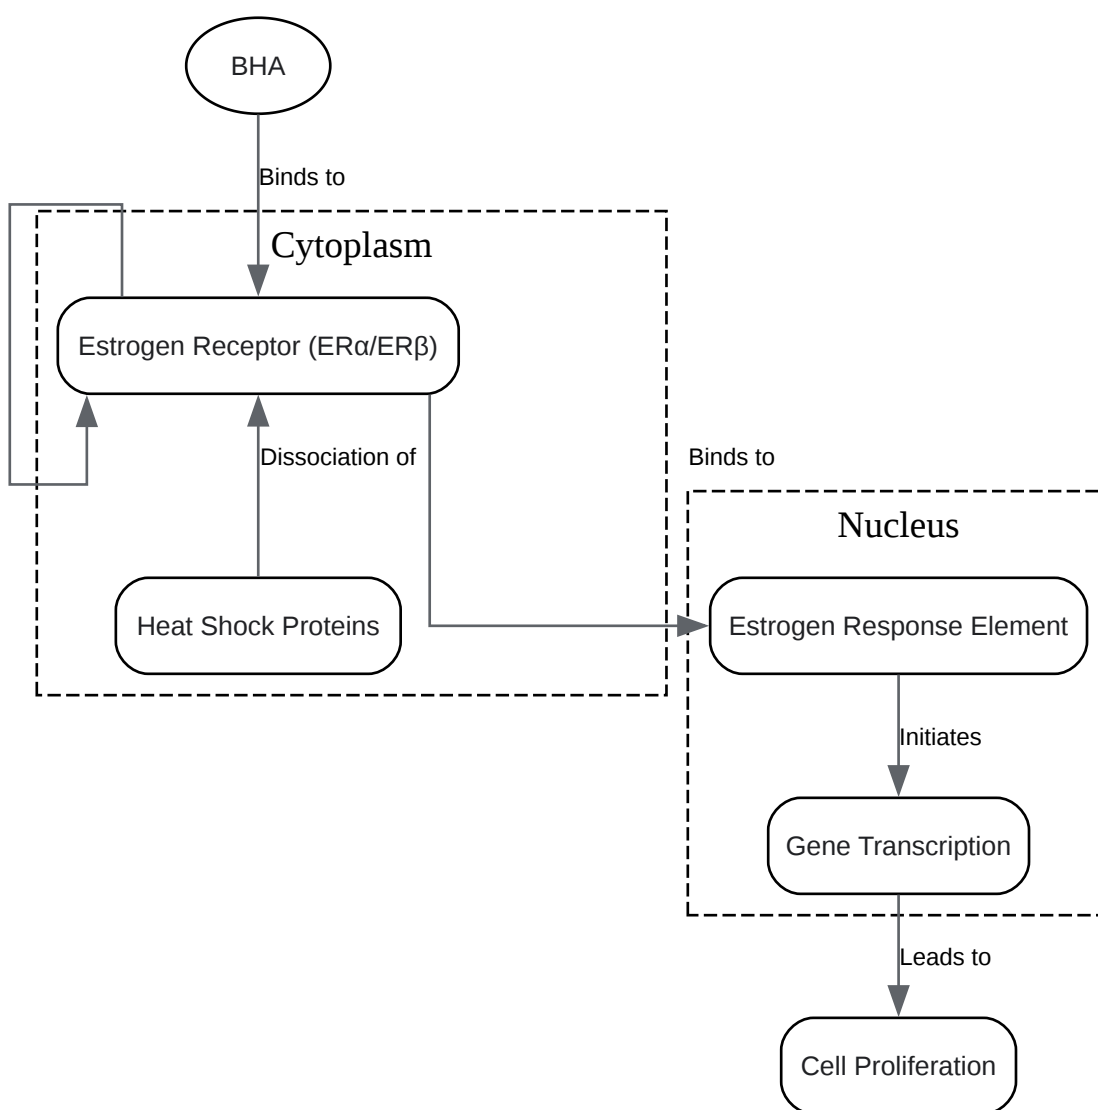 BHA
Binds to
Cytoplasm
Estrogen Receptor (ERα/ERβ)
Dissociation of
Binds to
Nucleus
Heat Shock Proteins
Estrogen Response Element
Initiates
Gene Transcription
Leads to
Cell Proliferation